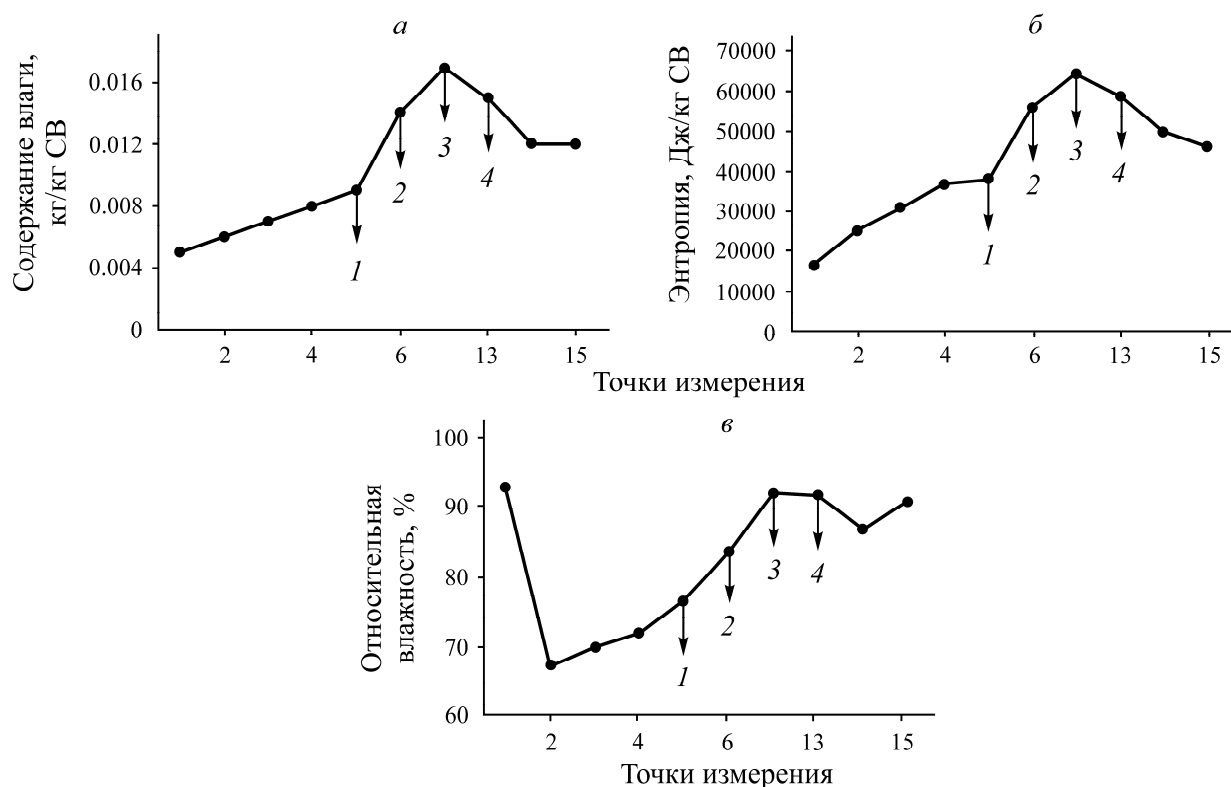 а
Содержание влаги,
кг/кг СВ
0.016
0.012
0.008
0.004
0
1
2
3
4
2 4 6 13 15
б
Энтропия, Дж/кг СВ
70000
60000
50000
40000
30000
20000
10000
0
1
2
3
4
2 4 6 13 15
Точки измерения
в
Относительная
влажность, %
100
90
80
70
60
1
2
3
4
2 4 6 13 15
Точки измерения